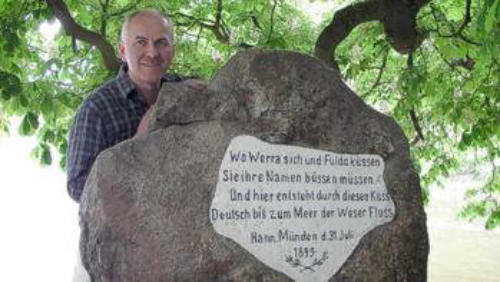 Wo Werra sich und Fulda küssen
Sie ihre Namen büssen müssen.
Und hier entsteht durch diesen Kuss
Deutsch bis zum Meer der Weser Fluss.
Hann. Münden d. 31. Juli
1899.